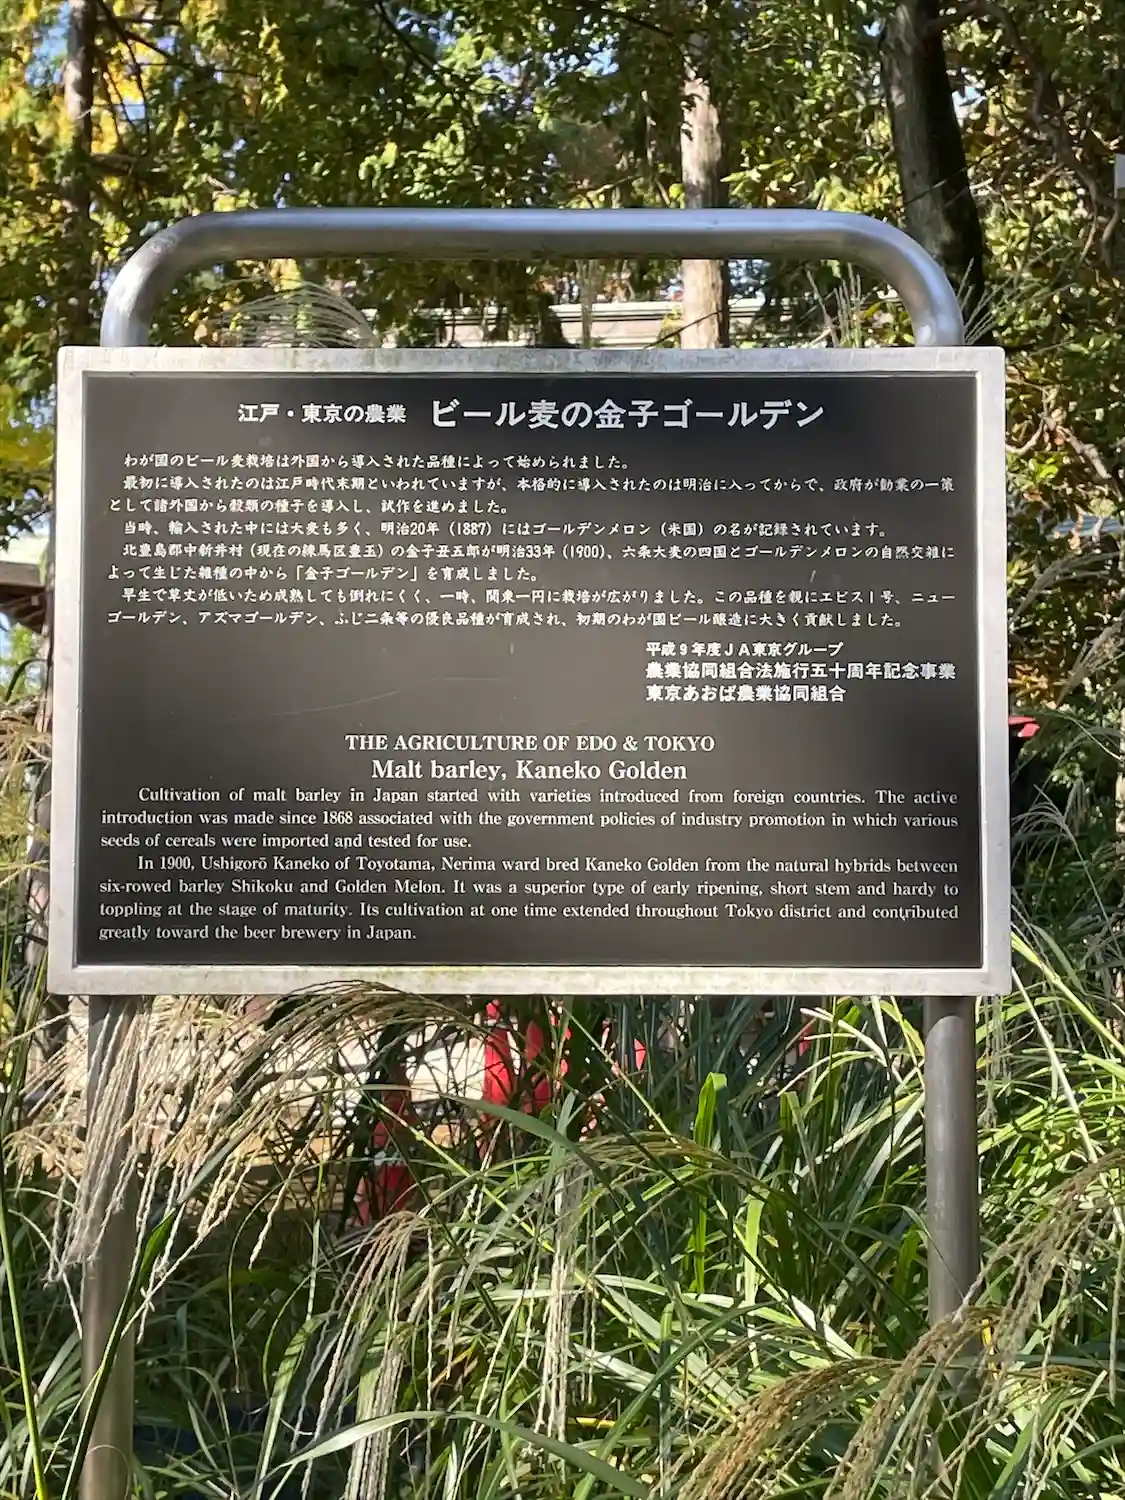 江戸・東京の農業 ビール麦の金子ゴールデン
わが国のビール麦栽培は外国から導入された品種によって始められました。
最初に導入されたのは江戸時代末期といわれていますが、本格的に導入されたのは明治に入ってからで、政府が勧業の一策
として諸外国から穀類の種子を導入し、試作を進めました。
当時、輸入された中には大麦も多く、明治20年（1887）にはゴールデンメロン（米国）の名が記録されています。
北豊島郡中新井村（現在の練馬区豊玉）の金子丑五郎が明治33年（1900）、六条大麦の四国とゴールデンメロンの自然交雑に
よって生じた雑種の中から「金子ゴールデン」を育成しました。
早生で草丈が低いため成熟しても倒れにくく、一時、関東一円に栽培が広がりました。この品種を親にエビス1号、ニュー
ゴールデン、アズマゴールデン、ふじ二条等の優良品種が育成され、初期のわが国ビール醸造に大きく貢献しました。
平成9年度JA東京グループ
農業協同組合法施行五十周年記念事業
東京あおば農業協同組合
THE AGRICULTURE OF EDO & TOKYO
Malt barley, Kaneko Golden
Cultivation of malt barley in Japan started with varieties introduced from foreign countries. The active
introduction was made since 1868 associated with the government policies of industry promotion in which various
seeds of cereals were imported and tested for use.
In 1900, Ushigorō Kaneko of Toyotama, Nerima ward bred Kaneko Golden from the natural hybrids between
six-rowed barley Shikoku and Golden Melon. It was a superior type of early ripening, short stem and hardy to
toppling at the stage of maturity. Its cultivation at one time extended throughout Tokyo district and contributed
greatly toward the beer brewery in Japan.